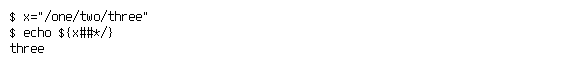 $ x="/one/two/three"
$ echo ${x##*/}
three